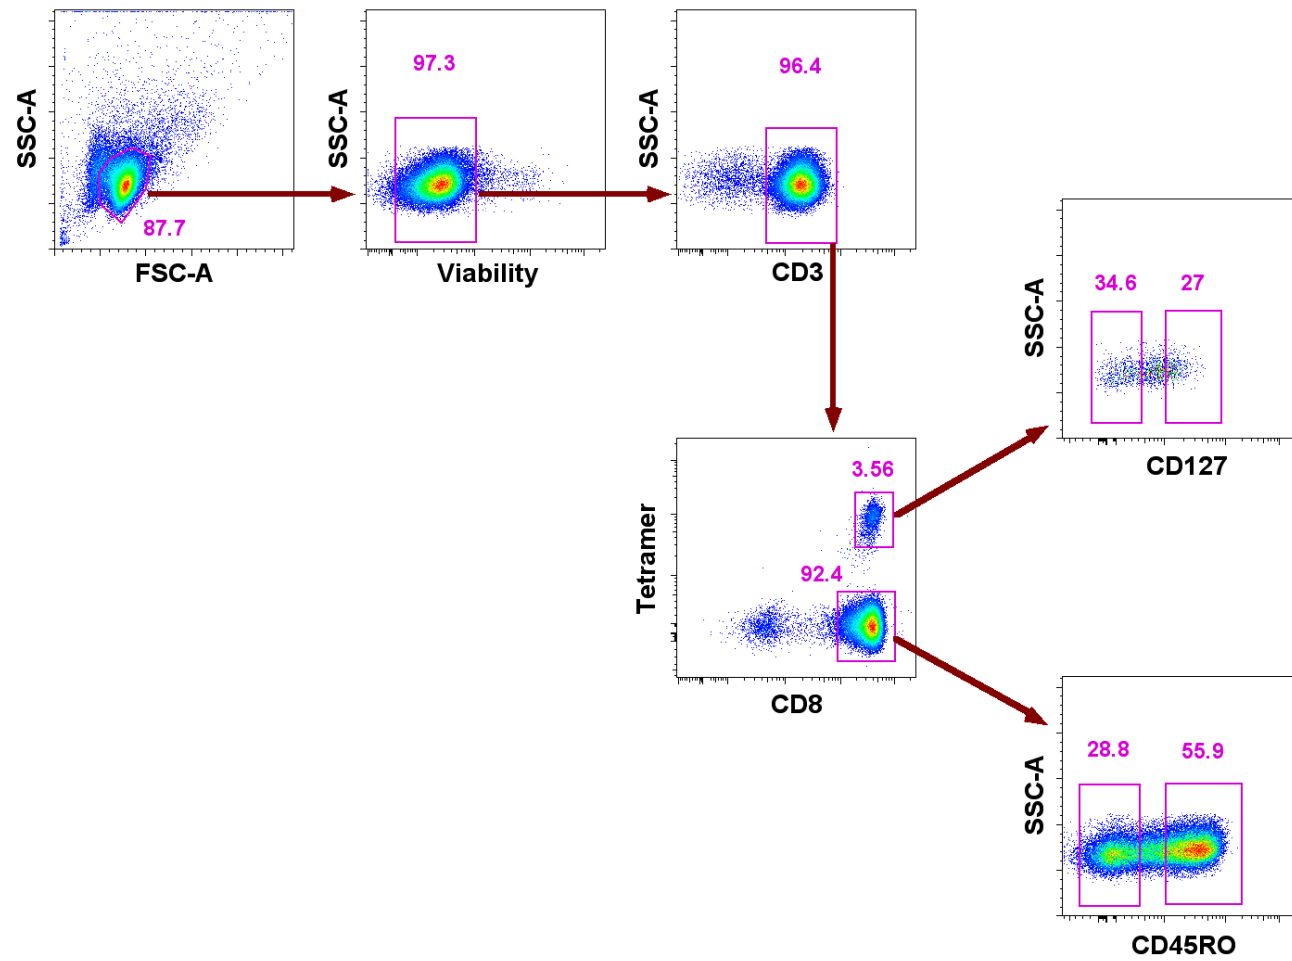 SSC-A
87.7
FSC-A
SSC-A
97.3
Viability
SSC-A
96.4
CD3
SSC-A
34.6
27
CD127
Tetramer
3.56
92.4
CD8
SSC-A
28.8
55.9
CD45RO